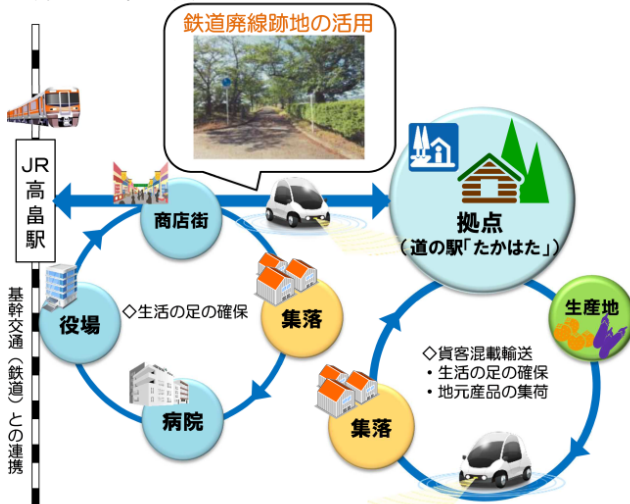 鉄道廃線跡地の活用
JR高畠駅
商店街
拠点
(道の駅「たかはた」)
役場
◇生活の足の確保
集落
生産地
病院
◇貨客混載輸送
・生活の足の確保
・地元産品の集荷
集落
基幹交通(鉄道)との連携